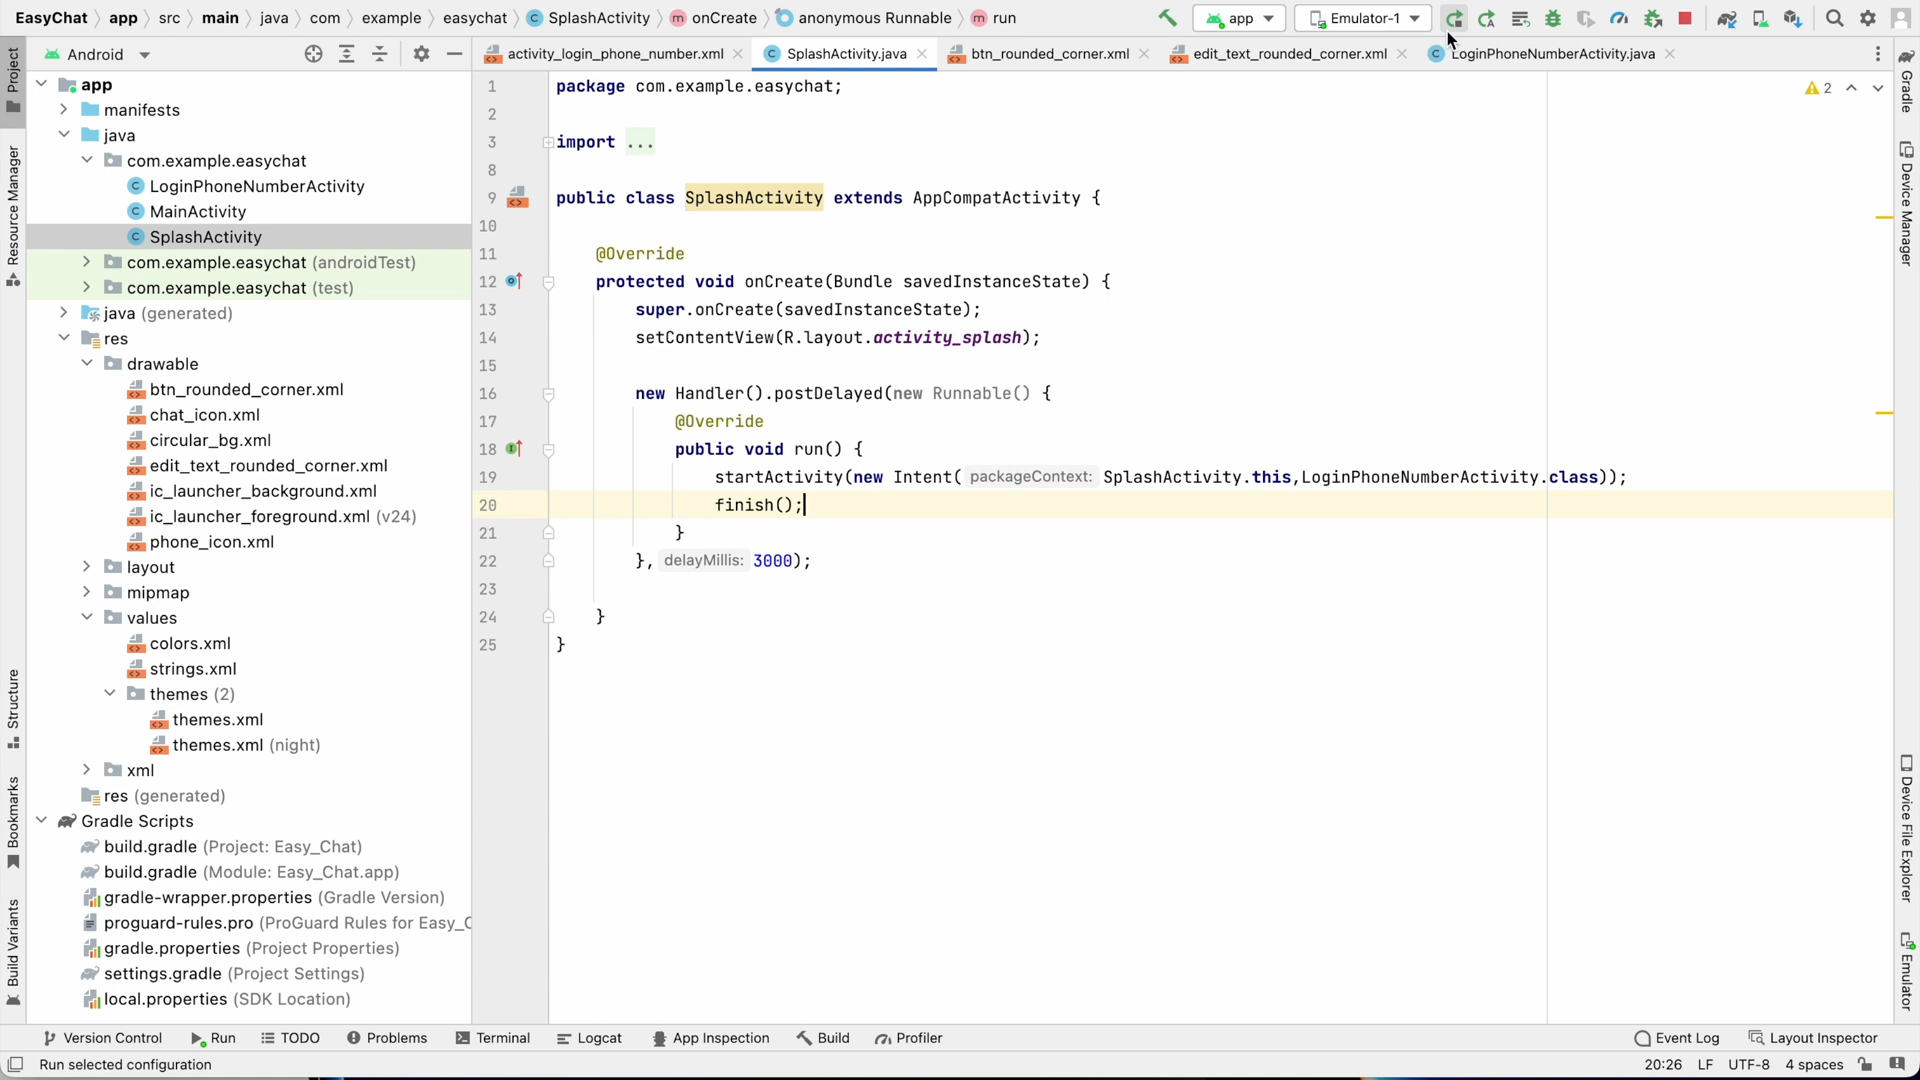 EasyChat app src main java com example easychat SplashActivity onCreate anonymous Runnable run app Emulator-1
Android activity_login_phone_number.xml SplashActivity.java btn_rounded_corner.xml edit_text_rounded_corner.xml LoginPhoneNumberActivity.java
Project
Resource Manager
Structure
Bookmarks
Build Variants
app
manifests
java
com.example.easychat
LoginPhoneNumberActivity
MainActivity
SplashActivity
com.example.easychat (androidTest)
com.example.easychat (test)
java (generated)
res
drawable
btn_rounded_corner.xml
chat_icon.xml
circular_bg.xml
edit_text_rounded_corner.xml
ic_launcher_background.xml
ic_launcher_foreground.xml (v24)
phone_icon.xml
layout
mipmap
values
colors.xml
strings.xml
themes (2)
themes.xml
themes.xml (night)
xml
res (generated)
Gradle Scripts
build.gradle (Project: Easy_Chat)
build.gradle (Module: Easy_Chat.app)
gradle-wrapper.properties (Gradle Version)
proguard-rules.pro (ProGuard Rules for Easy_C
gradle.properties (Project Properties)
settings.gradle (Project Settings)
local.properties (SDK Location)
1 package com.example.easychat;
2
3 import ...
8
9 public class SplashActivity extends AppCompatActivity {
10
11 @Override
12 protected void onCreate(Bundle savedInstanceState) {
13 super.onCreate(savedInstanceState);
14 setContentView(R.layout.activity_splash);
15
16 new Handler().postDelayed(new Runnable() {
17 @Override
18 public void run() {
19 startActivity(new Intent( packageContext: SplashActivity.this,LoginPhoneNumberActivity.class));
20 finish();
21 }
22 }, delayMillis: 3000);
23
24 }
25 }
2
Gradle
Device Manager
Device File Explorer
Emulator
Version Control Run TODO Problems Terminal Logcat App Inspection Build Profiler Event Log Layout Inspector
Run selected configuration 20:26 LF UTF-8 4 spaces